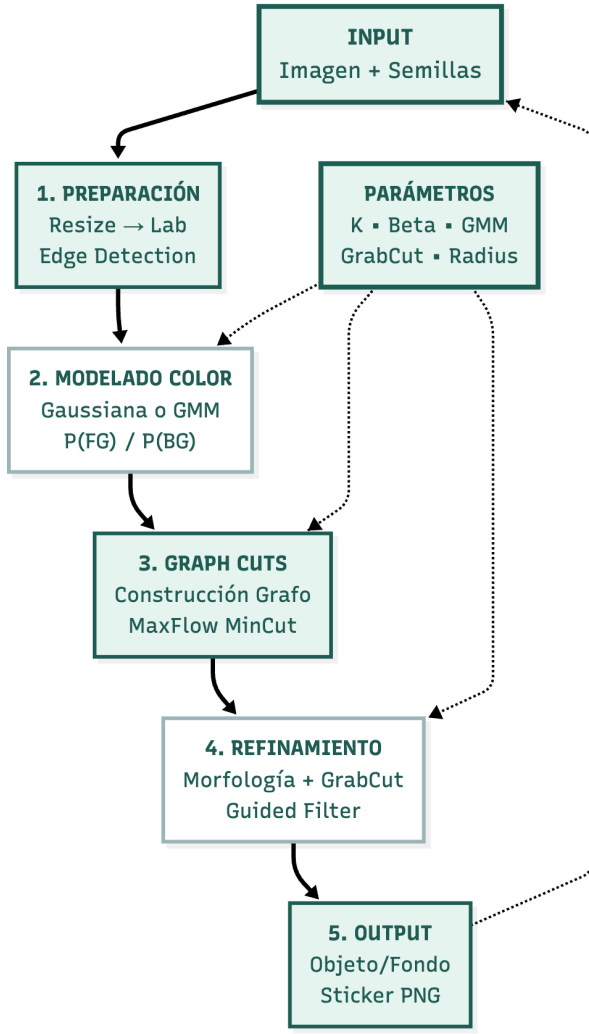 INPUT
Imagen + Semillas
1. PREPARACIÓN
Resize → Lab
Edge Detection
PARÁMETROS
K ▪ Beta ▪ GMM
GrabCut ▪ Radius
2. MODELADO COLOR
Gaussiana o GMM
P(FG) / P(BG)
3. GRAPH CUTS
Construcción Grafo
MaxFlow MinCut
4. REFINAMIENTO
Morfología + GrabCut
Guided Filter
5. OUTPUT
Objeto/Fondo
Sticker PNG